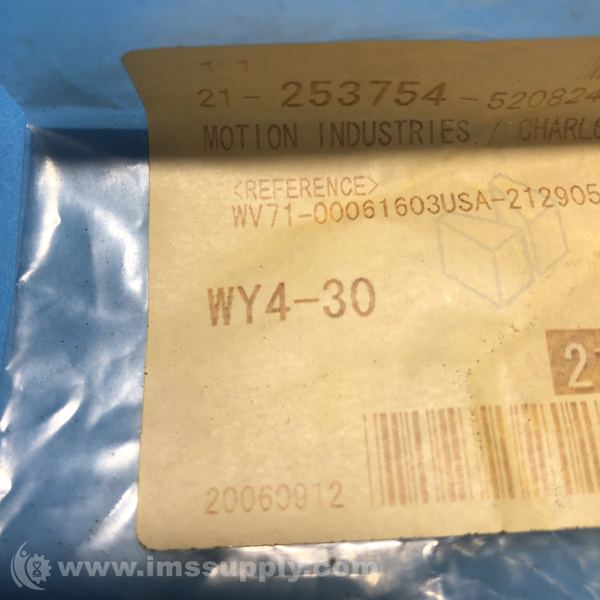 21-253754-520824
MOTION INDUSTRIES / CHARL
<REFERENCE>
WV71-00061603USA-212905
WY4-30
2
20060912
www.imssupply.com